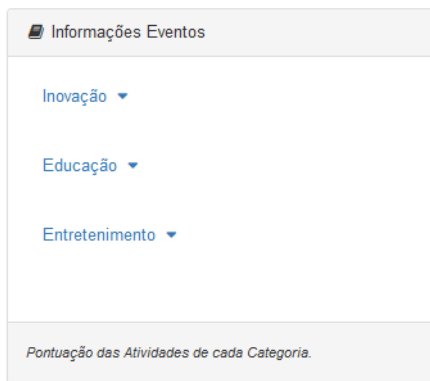 Informações Eventos
Inovação
Educação
Entretenimento
Pontuação das Atividades de cada Categoria.